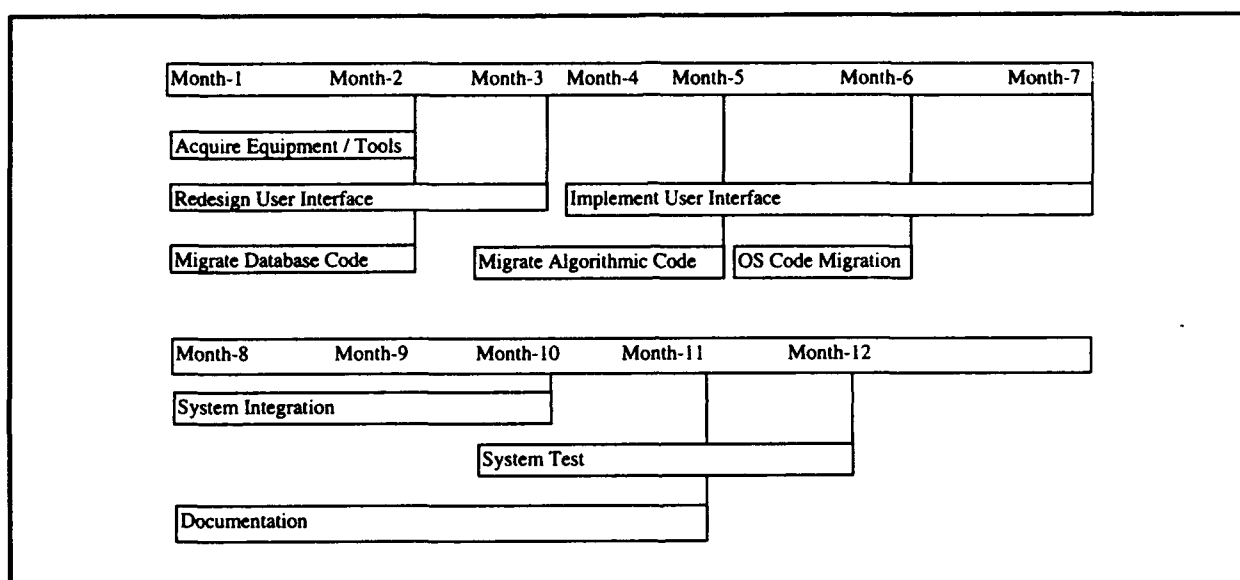 Month-1 Month-2 Month-3 Month-4 Month-5 Month-6 Month-7
Acquire Equipment / Tools
Redesign User Interface Implement User Interface
Migrate Database Code Migrate Algorithmic Code OS Code Migration
Month-8 Month-9 Month-10 Month-11 Month-12
System Integration
System Test
Documentation